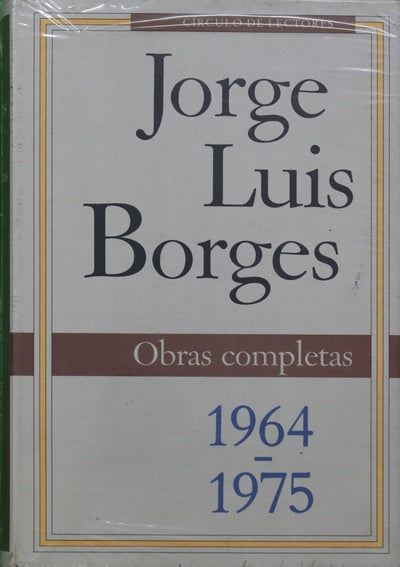 CÍRCULO DE LECTORES
Jorge
Luis
Borges
Obras completas
1964
–
1975